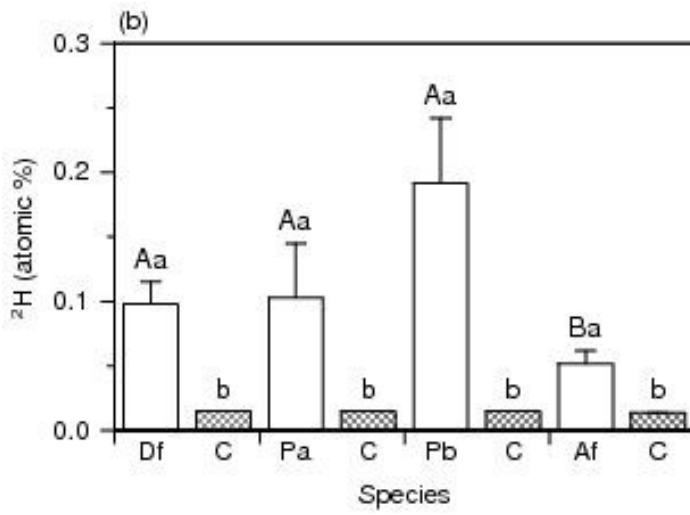 (b)
0.3
0.2
0.1
0.0
²H (atomic %)
Aa
Aa
Aa
Ba
b
b
b
b
Df C Pa C Pb C Af C
Species